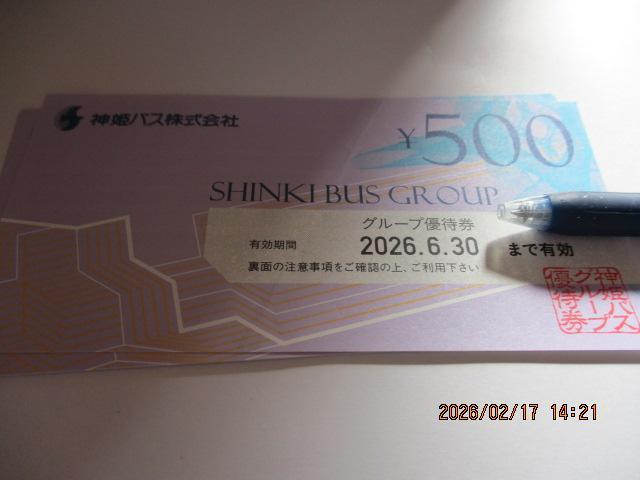 神姫バス株式会社
¥500
SHINKI BUS GROUP
グループ優待券
有効期間 2026.6.30 まで有効
裏面の注意事項をご確認の上、ご利用下さい
神姫バス
グループ
優待券
2026/02/17 14:21